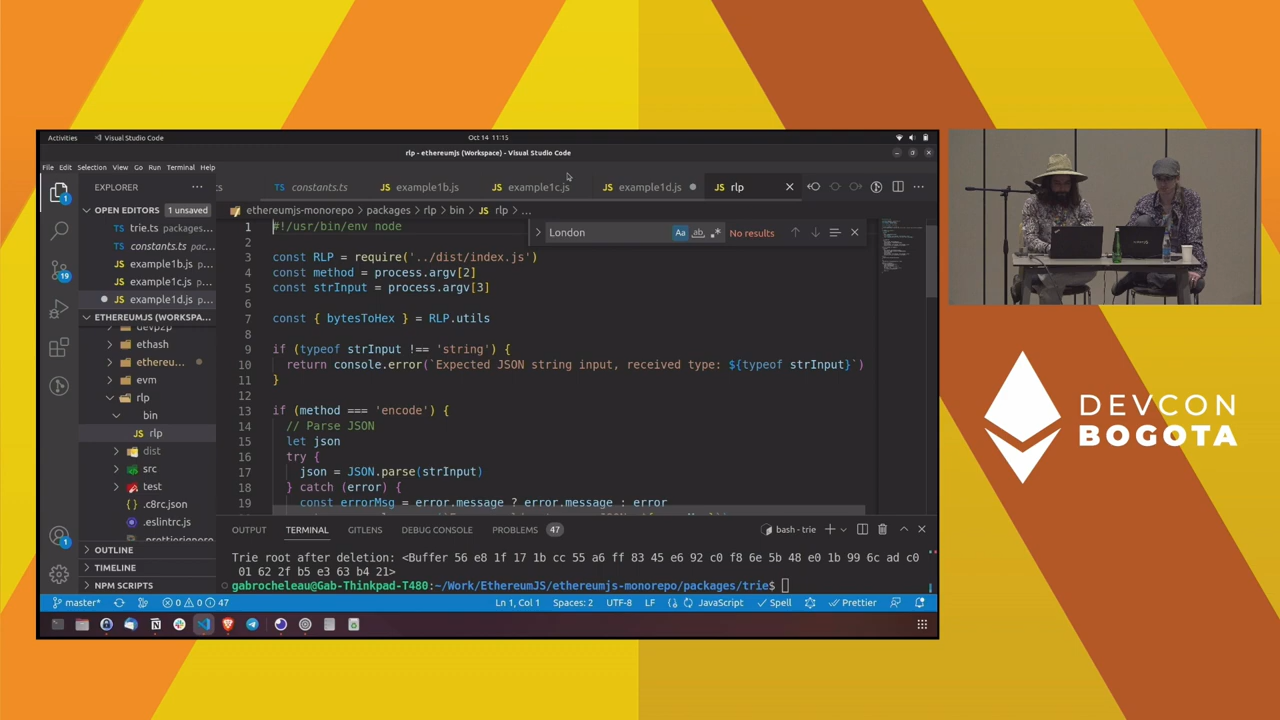 Activities
Visual Studio Code
Oct 14 11:15
rlp - ethereumjs (Workspace) - Visual Studio Code
File Edit Selection View Go Run Terminal Help
EXPLORER
constants.ts
example1b.js
example1c.js
example1d.js
rlp
OPEN EDITORS
1 unsaved
trie.ts packages...
constants.ts pac...
example1b.js p...
example1c.js p...
example1d.js p...
ETHEREUMJS (WORKSPA...
devp2p
ethash
ethereu...
evm
rlp
bin
rlp
dist
src
test
.c8rc.json
.eslintrc.js
.prettierignore
OUTLINE
TIMELINE
NPM SCRIPTS
ethereumjs-monorepo > packages > rlp > bin > rlp > ...
London
Aa
ab
No results
1 #!/usr/bin/env node
2
3 const RLP = require('../dist/index.js')
4 const method = process.argv[2]
5 const strInput = process.argv[3]
6
7 const { bytesToHex } = RLP.utils
8
9 if (typeof strInput !== 'string') {
10 return console.error(`Expected JSON string input, received type: ${typeof strInput}`)
11 }
12
13 if (method === 'encode') {
14 // Parse JSON
15 let json
16 try {
17 json = JSON.parse(strInput)
18 } catch (error) {
19 const errorMsg = error.message ? error.message : error
OUTPUT TERMINAL GITLENS DEBUG CONSOLE PROBLEMS 47
bash - trie
Trie root after deletion: <Buffer 56 e8 1f 17 1b cc 55 a6 ff 83 45 e6 92 c0 f8 6e 5b 48 e0 1b 99 6c ad c0
01 62 2f b5 e3 63 b4 21>
gabrocheleau@Gab-Thinkpad-T480:~/Work/EthereumJS/ethereumjs-monorepo/packages/trie$
1
19
1
master*
0 0 47
Ln 1, Col 1
Spaces: 2
UTF-8
LF
JavaScript
Spell
Prettier
DEVCON
BOGOTA